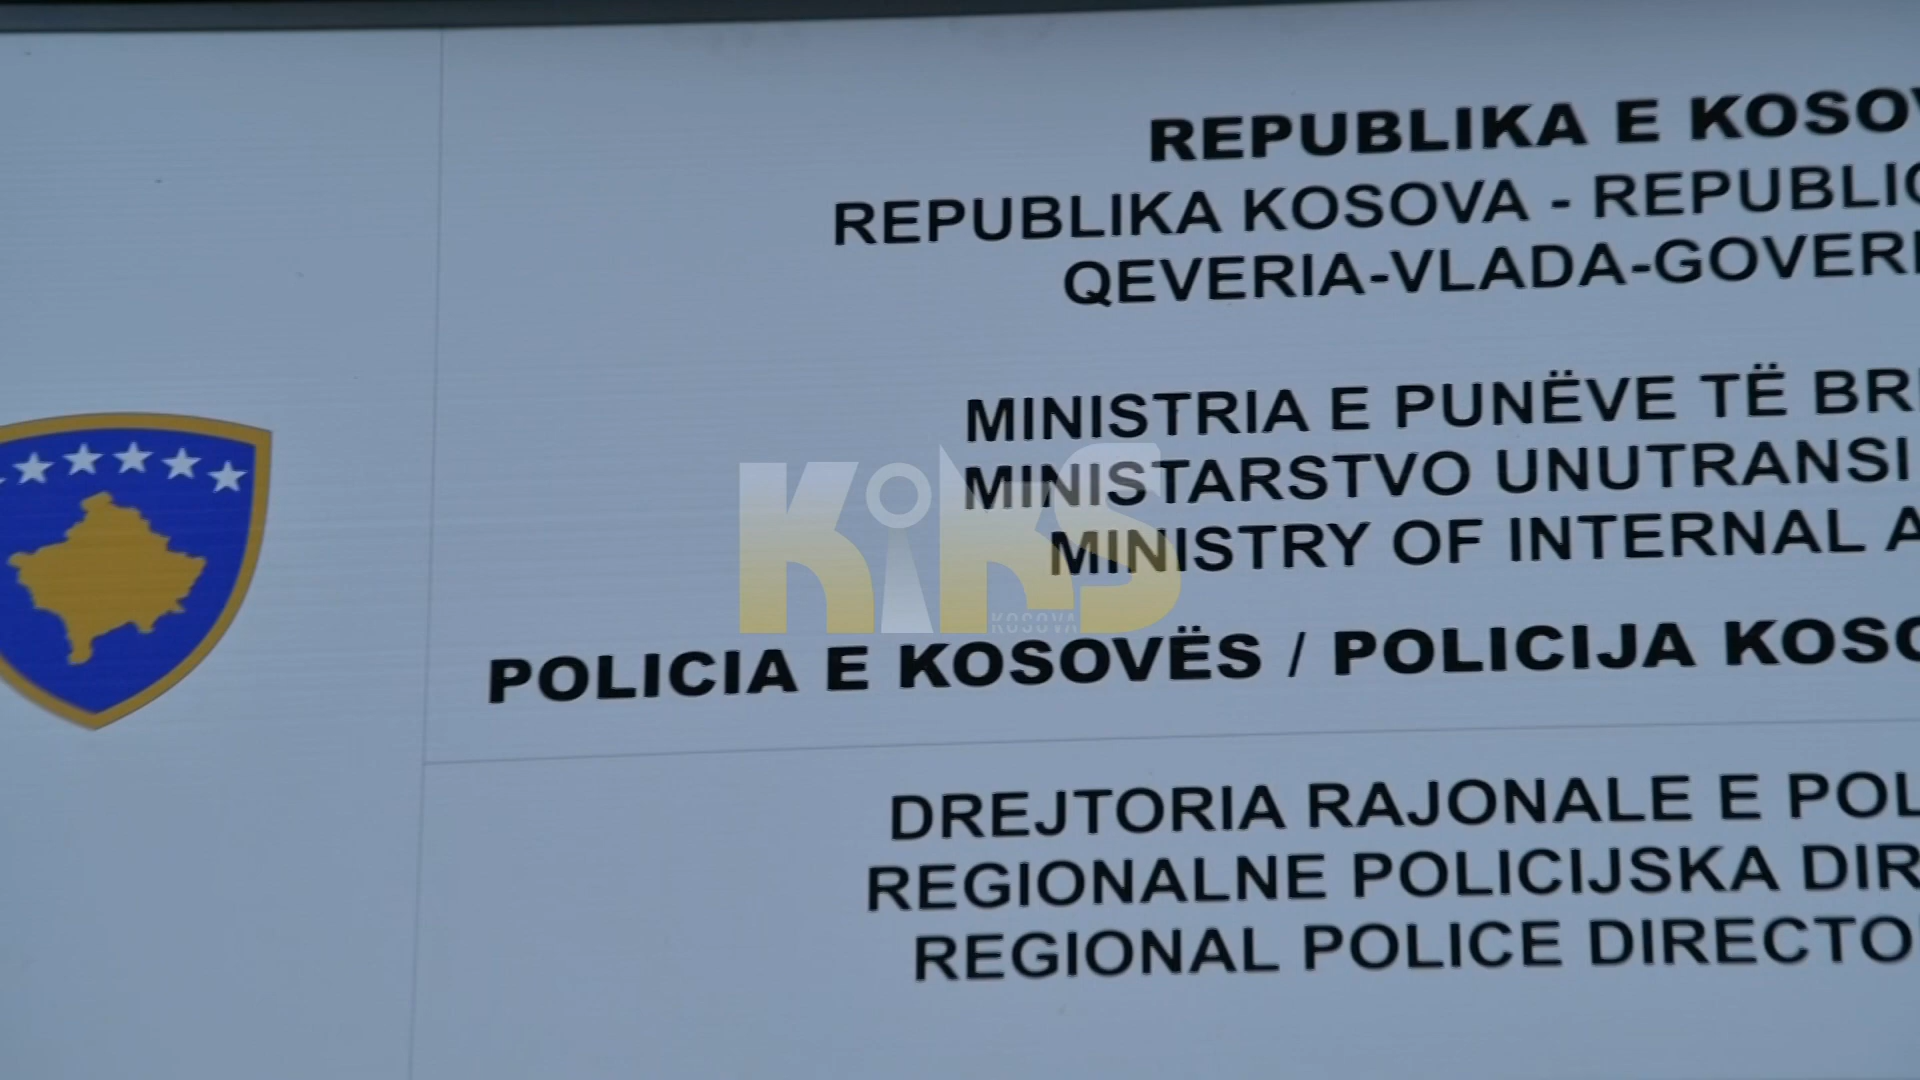 REPUBLIKA E KOSOV
REPUBLIKA KOSOVA - REPUBLIC
QEVERIA-VLADA-GOVER
MINISTRIA E PUNËVE TË BR
MINISTARSTVO UNUTRANSI
MINISTRY OF INTERNAL A
KiKS
KOSOVA
POLICIA E KOSOVËS / POLICIJA KOSO
DREJTORIA RAJONALE E POL
REGIONALNE POLICIJSKA DIR
REGIONAL POLICE DIRECTO